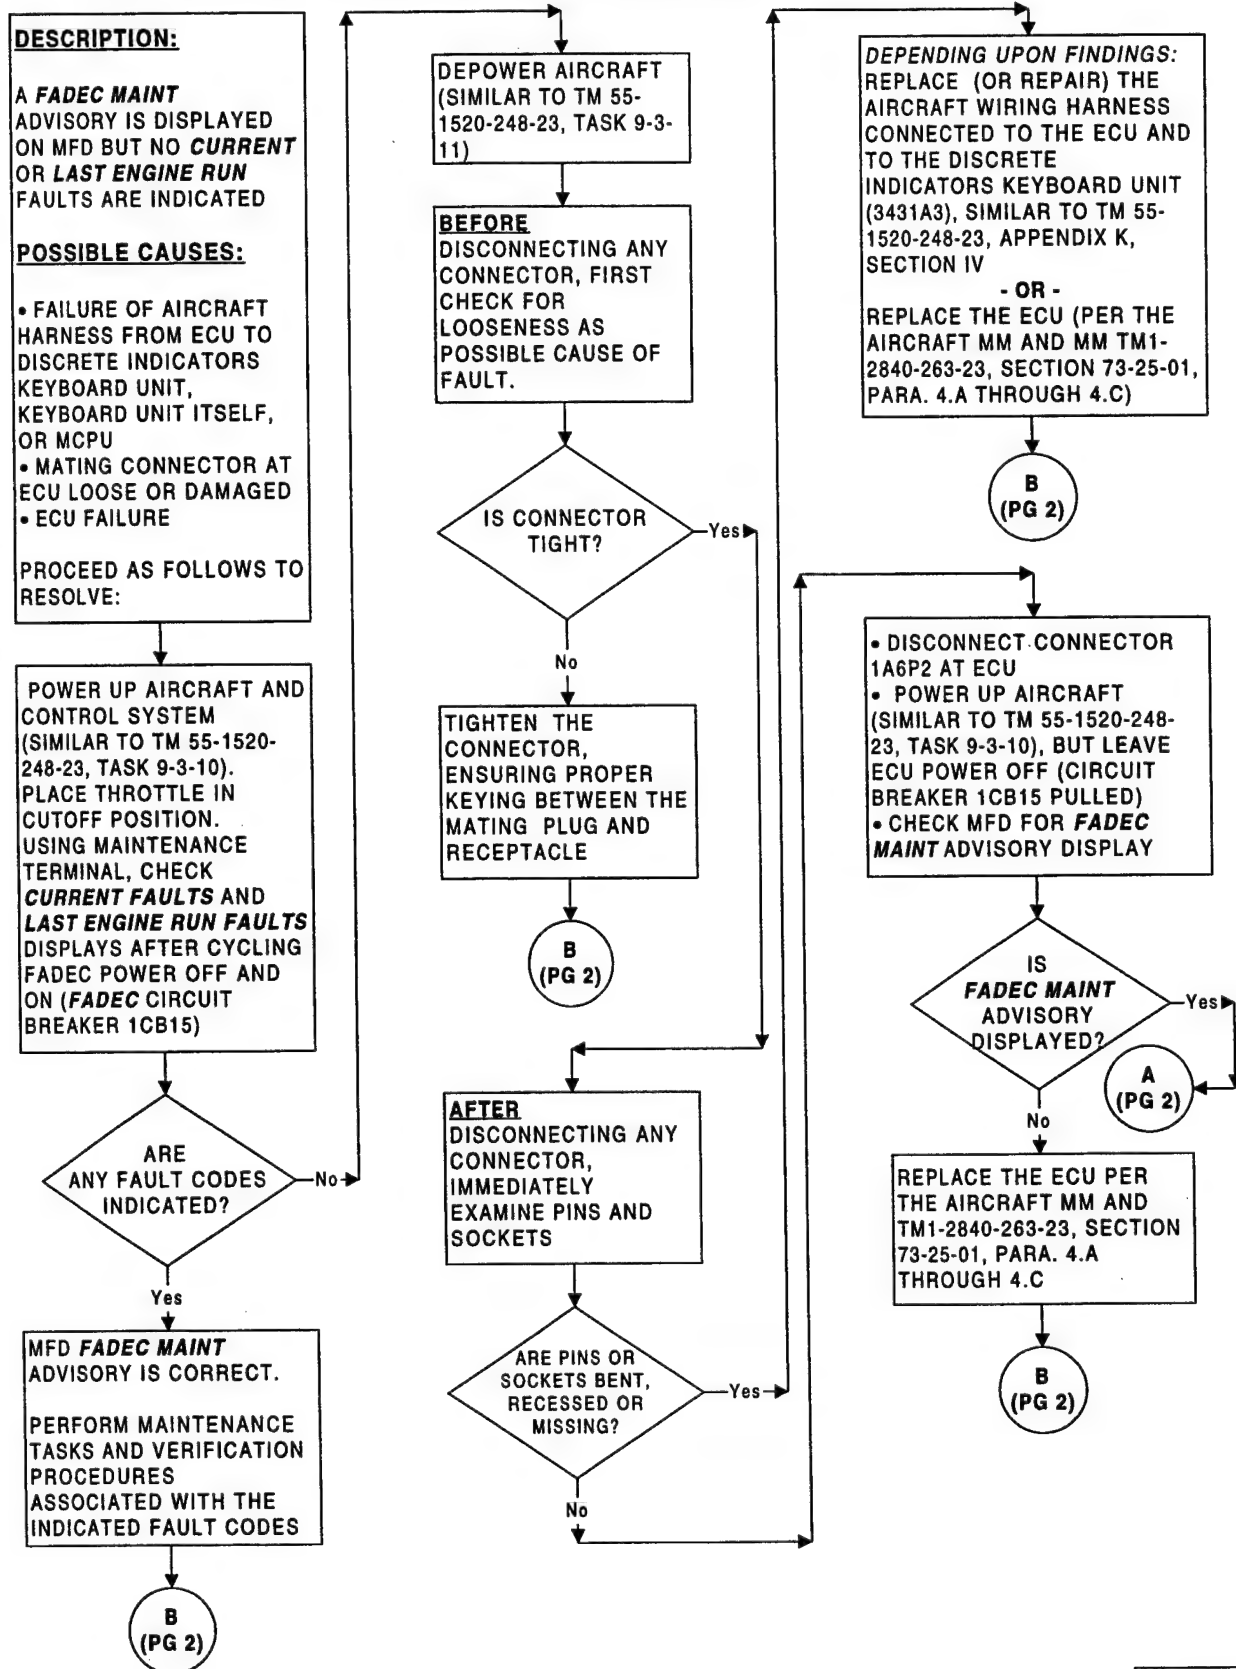 DESCRIPTION:
A FADEC MAINT
ADVISORY IS DISPLAYED
ON MFD BUT NO CURRENT
OR LAST ENGINE RUN
FAULTS ARE INDICATED
POSSIBLE CAUSES:
• FAILURE OF AIRCRAFT
HARNESS FROM ECU TO
DISCRETE INDICATORS
KEYBOARD UNIT,
KEYBOARD UNIT ITSELF,
OR MCPU
• MATING CONNECTOR AT
ECU LOOSE OR DAMAGED
• ECU FAILURE
PROCEED AS FOLLOWS TO
RESOLVE:
POWER UP AIRCRAFT AND
CONTROL SYSTEM
(SIMILAR TO TM 55-1520-
248-23, TASK 9-3-10).
PLACE THROTTLE IN
CUTOFF POSITION.
USING MAINTENANCE
TERMINAL, CHECK
CURRENT FAULTS AND
LAST ENGINE RUN FAULTS
DISPLAYS AFTER CYCLING
FADEC POWER OFF AND
ON (FADEC CIRCUIT
BREAKER 1CB15)
ARE
ANY FAULT CODES
INDICATED?
No
Yes
MFD FADEC MAINT
ADVISORY IS CORRECT.
PERFORM MAINTENANCE
TASKS AND VERIFICATION
PROCEDURES
ASSOCIATED WITH THE
INDICATED FAULT CODES
B
(PG 2)
DEPOWER AIRCRAFT
(SIMILAR TO TM 55-
1520-248-23, TASK 9-3-
11)
BEFORE
DISCONNECTING ANY
CONNECTOR, FIRST
CHECK FOR
LOOSENESS AS
POSSIBLE CAUSE OF
FAULT.
IS CONNECTOR
TIGHT?
Yes
No
TIGHTEN THE
CONNECTOR,
ENSURING PROPER
KEYING BETWEEN THE
MATING PLUG AND
RECEPTACLE
B
(PG 2)
AFTER
DISCONNECTING ANY
CONNECTOR,
IMMEDIATELY
EXAMINE PINS AND
SOCKETS
ARE PINS OR
SOCKETS BENT,
RECESSED OR
MISSING?
Yes
No
DEPENDING UPON FINDINGS:
REPLACE (OR REPAIR) THE
AIRCRAFT WIRING HARNESS
CONNECTED TO THE ECU AND
TO THE DISCRETE
INDICATORS KEYBOARD UNIT
(3431A3), SIMILAR TO TM 55-
1520-248-23, APPENDIX K,
SECTION IV
- OR -
REPLACE THE ECU (PER THE
AIRCRAFT MM AND MM TM1-
2840-263-23, SECTION 73-25-01,
PARA. 4.A THROUGH 4.C)
B
(PG 2)
• DISCONNECT CONNECTOR
1A6P2 AT ECU
• POWER UP AIRCRAFT
(SIMILAR TO TM 55-1520-248-
23, TASK 9-3-10), BUT LEAVE
ECU POWER OFF (CIRCUIT
BREAKER 1CB15 PULLED)
• CHECK MFD FOR FADEC
MAINT ADVISORY DISPLAY
IS
FADEC MAINT
ADVISORY
DISPLAYED?
Yes
A
(PG 2)
No
REPLACE THE ECU PER
THE AIRCRAFT MM AND
TM1-2840-263-23, SECTION
73-25-01, PARA. 4.A
THROUGH 4.C
B
(PG 2)